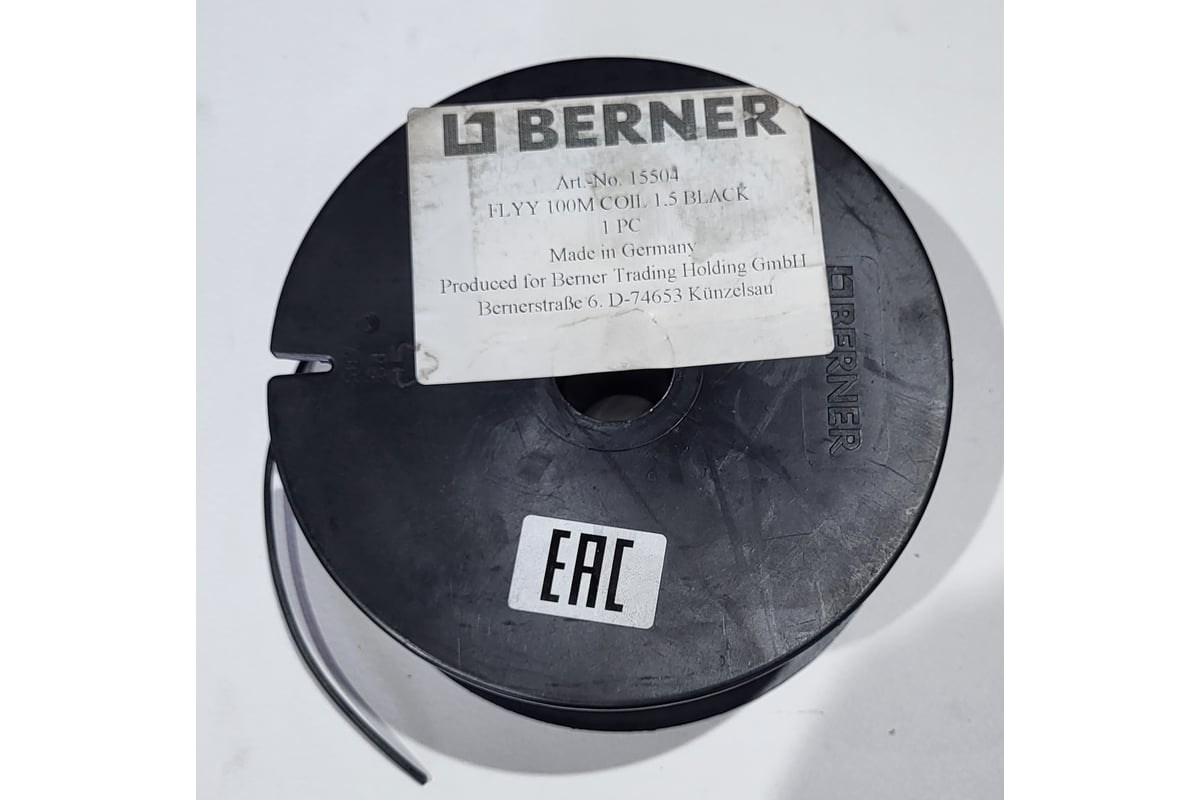 BERNER
Art.-No. 15504
FLYY 100M COIL 1.5 BLACK
1 PC
Made in Germany
Produced for Berner Trading Holding GmbH
Bernerstraße 6. D-74653 Künzelsau
BERNER
EAC